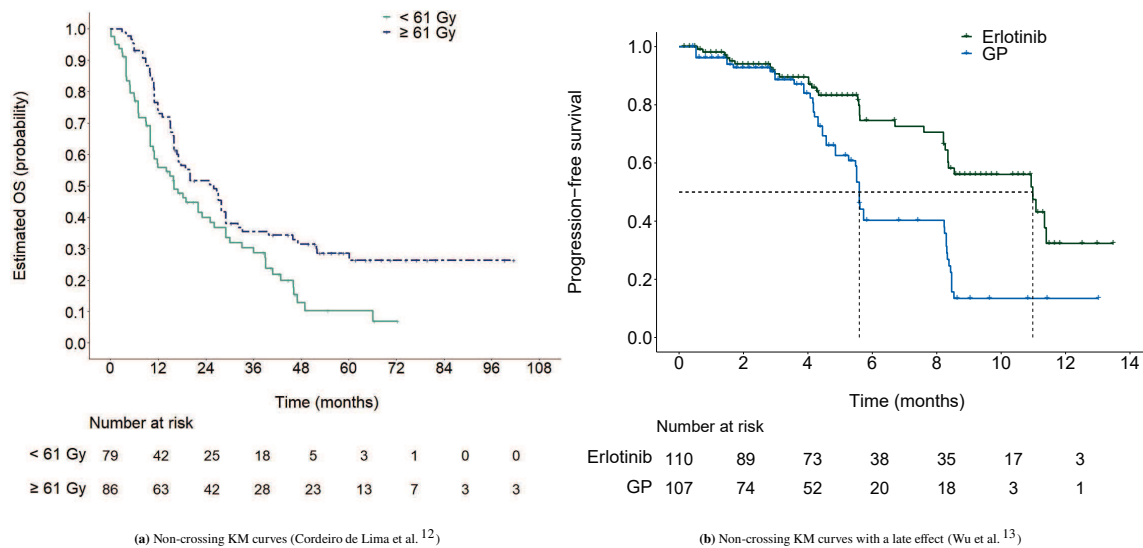 < 61 Gy
≥ 61 Gy
Estimated OS (probability)
1.0
0.9
0.8
0.7
0.6
0.5
0.4
0.3
0.2
0.1
0.0
0 12 24 36 48 60 72 84 96 108
Time (months)
Number at risk
< 61 Gy 79 42 25 18 5 3 1 0 0
≥ 61 Gy 86 63 42 28 23 13 7 3 3
(a) Non-crossing KM curves (Cordeiro de Lima et al. 12)
Erlotinib
GP
Progression−free survival
1.0
0.8
0.6
0.4
0.2
0.0
0 2 4 6 8 10 12 14
Time (months)
Number at risk
Erlotinib 110 89 73 38 35 17 3
GP 107 74 52 20 18 3 1
(b) Non-crossing KM curves with a late effect (Wu et al. 13)